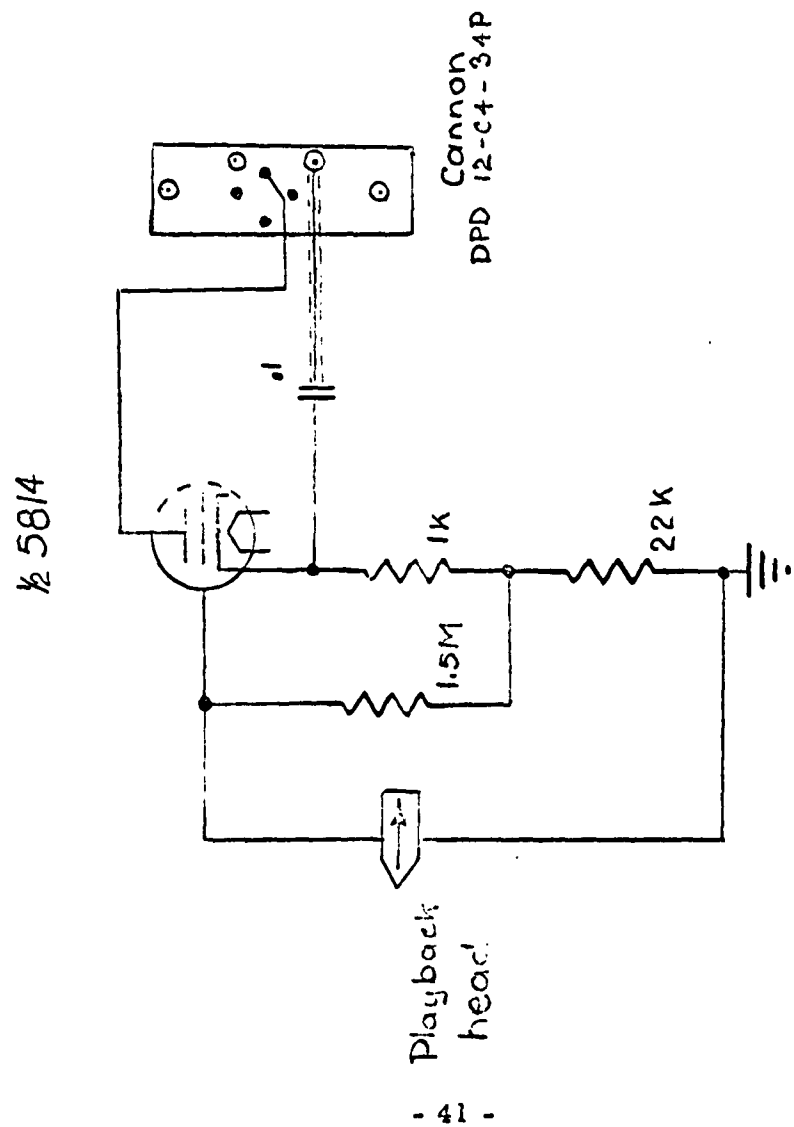 ½ 5814
.1
1K
22K
1.5M
Cannon
DPD 12-C4-34P
Playback
head
- 41 -